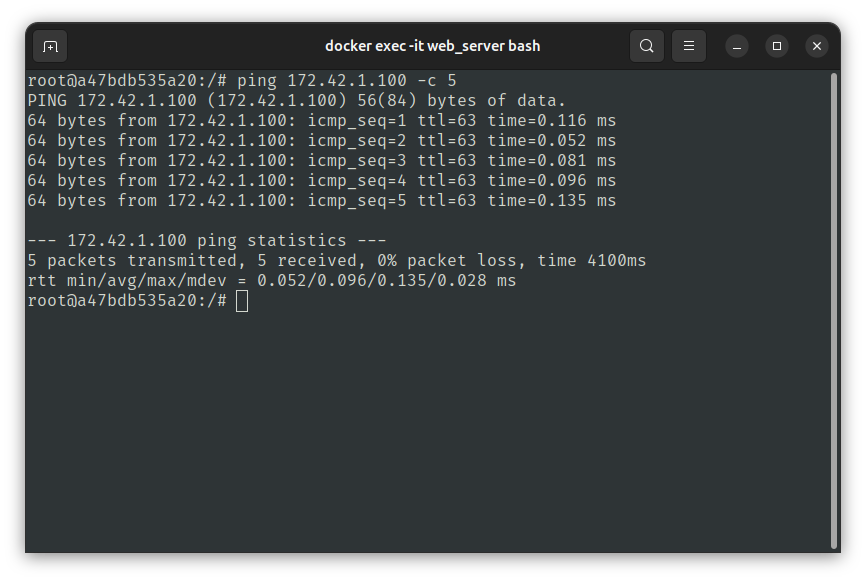 docker exec -it web_server bash
root@a47bdb535a20:/# ping 172.42.1.100 -c 5
PING 172.42.1.100 (172.42.1.100) 56(84) bytes of data.
64 bytes from 172.42.1.100: icmp_seq=1 ttl=63 time=0.116 ms
64 bytes from 172.42.1.100: icmp_seq=2 ttl=63 time=0.052 ms
64 bytes from 172.42.1.100: icmp_seq=3 ttl=63 time=0.081 ms
64 bytes from 172.42.1.100: icmp_seq=4 ttl=63 time=0.096 ms
64 bytes from 172.42.1.100: icmp_seq=5 ttl=63 time=0.135 ms
--- 172.42.1.100 ping statistics ---
5 packets transmitted, 5 received, 0% packet loss, time 4100ms
rtt min/avg/max/mdev = 0.052/0.096/0.135/0.028 ms
root@a47bdb535a20:/#